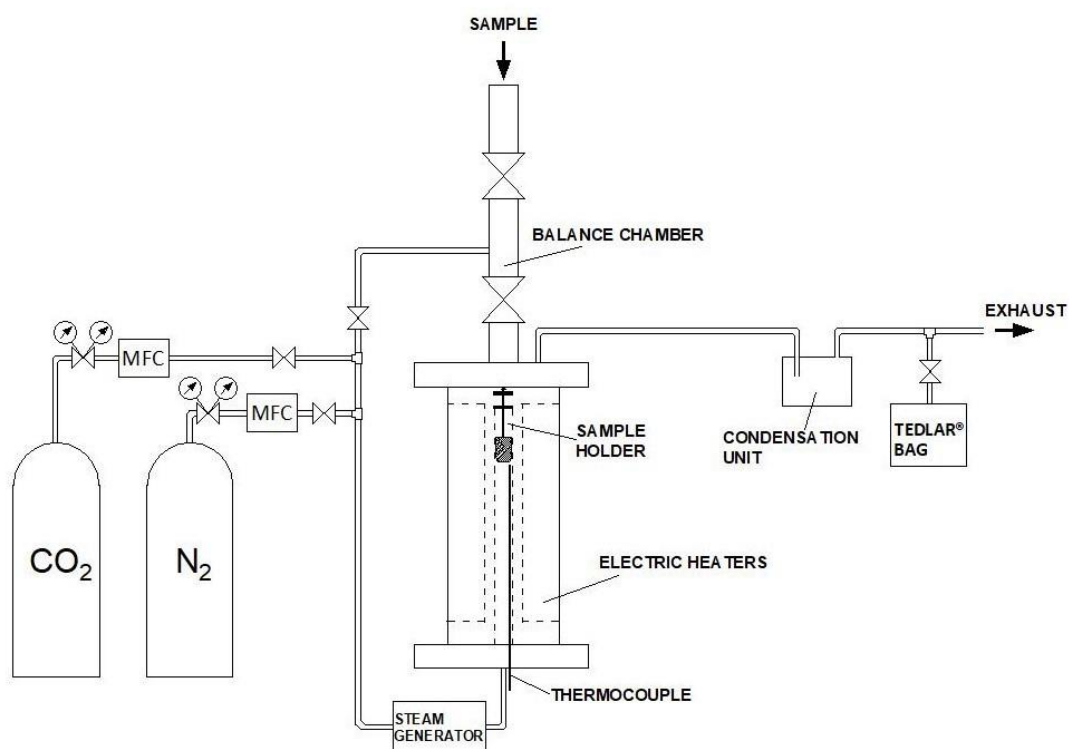 SAMPLE
BALANCE CHAMBER
EXHAUST
MFC
MFC
SAMPLE
HOLDER
CONDENSATION
UNIT
TEDLAR®
BAG
CO₂
N₂
ELECTRIC HEATERS
THERMOCOUPLE
STEAM
GENERATOR